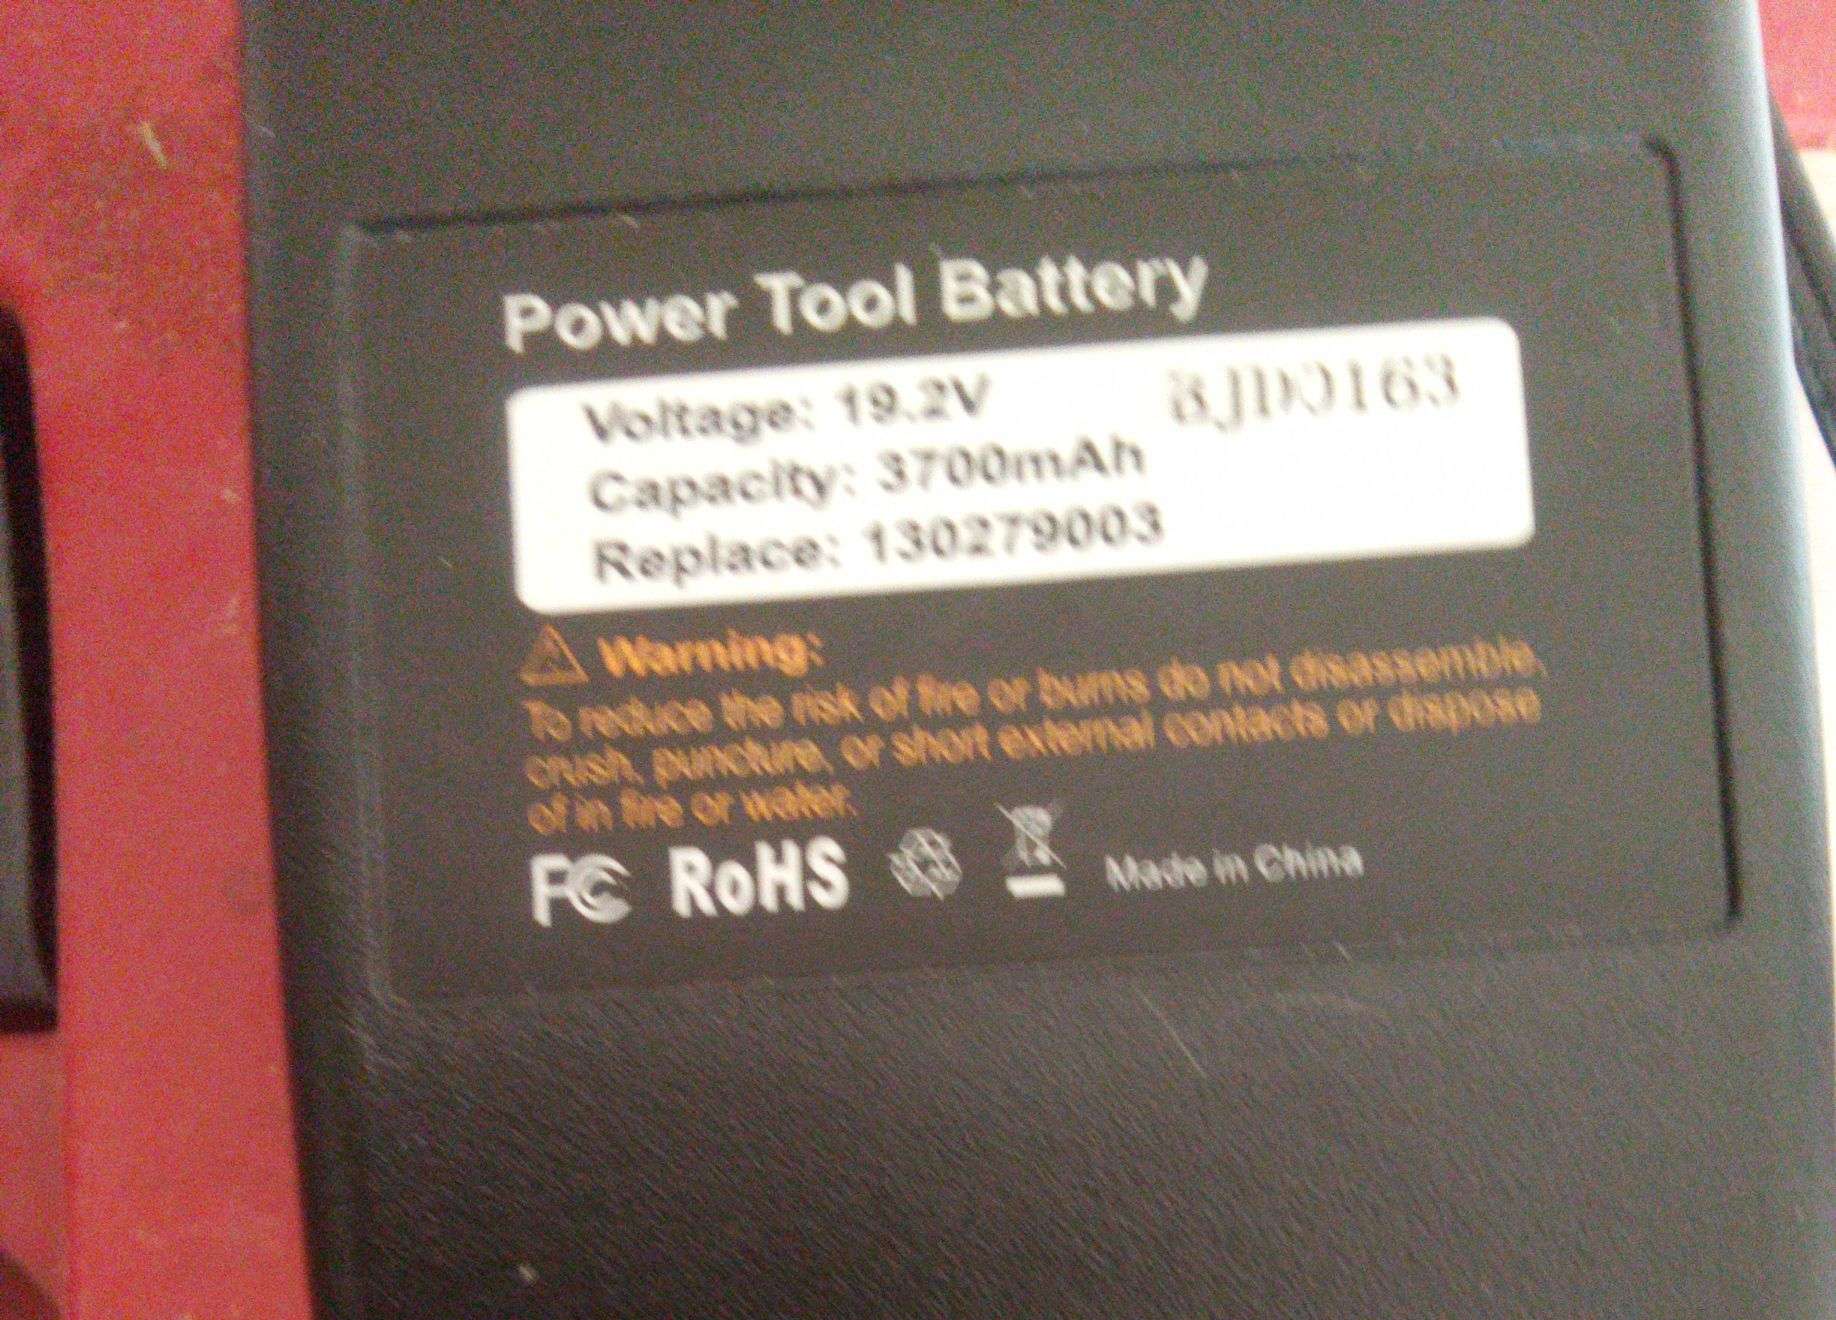 Power Tool Battery
Voltage: 19.2V
Capacity: 3700mAh
Replace: 130279003
Warning:
To reduce the risk of fire or burns do not disassemble,
crush, puncture, or short external contacts or dispose
of in fire or water.
FC RoHS Made in China